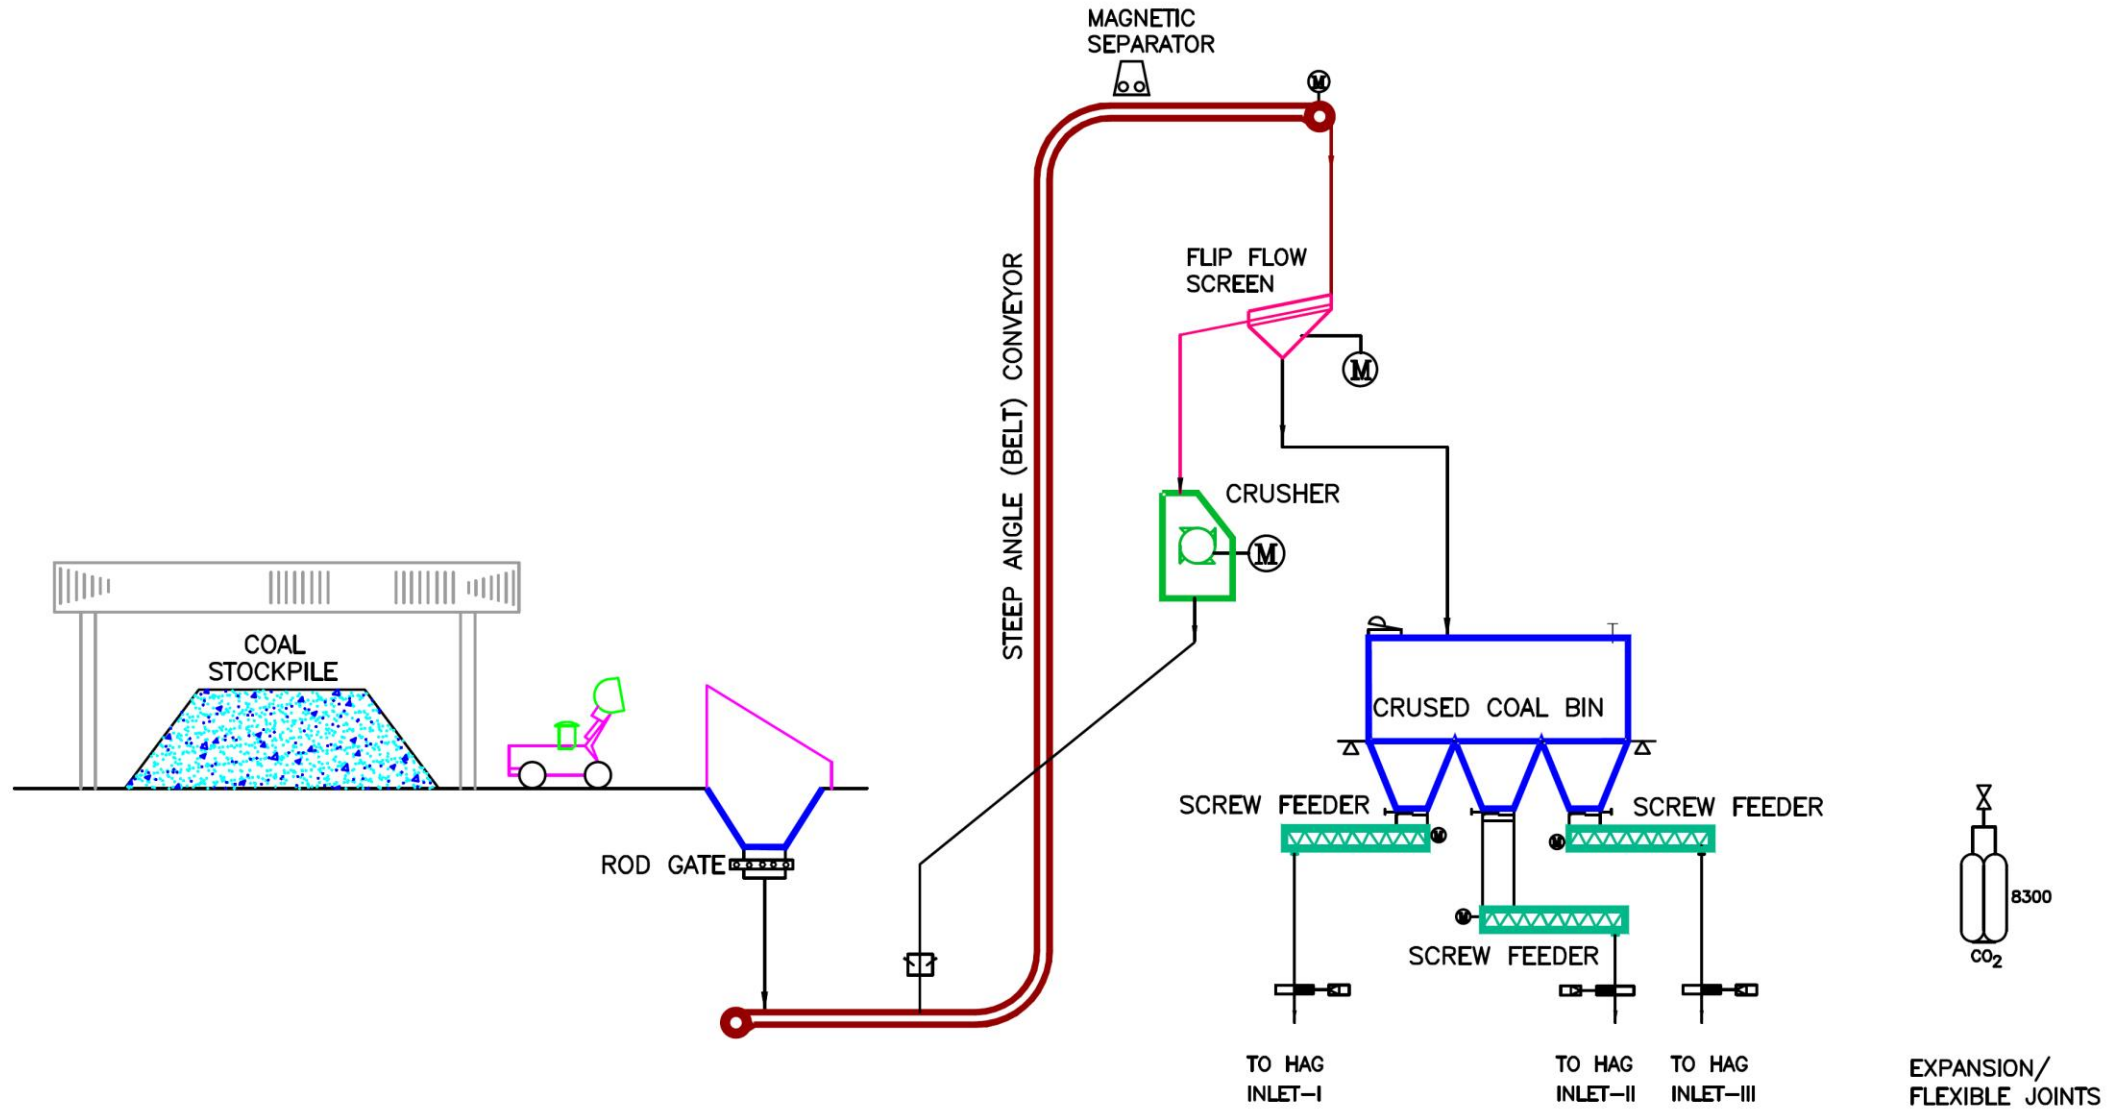 MAGNETIC
SEPARATOR
M
FLIP FLOW
SCREEN
M
STEEP ANGLE (BELT) CONVEYOR
CRUSHER
M
COAL
STOCKPILE
CRUSED COAL BIN
SCREW FEEDER
M
M
SCREW FEEDER
ROD GATE
M
SCREW FEEDER
8300
CO2
TO HAG
INLET-I
TO HAG
INLET-II
TO HAG
INLET-III
EXPANSION/
FLEXIBLE JOINTS